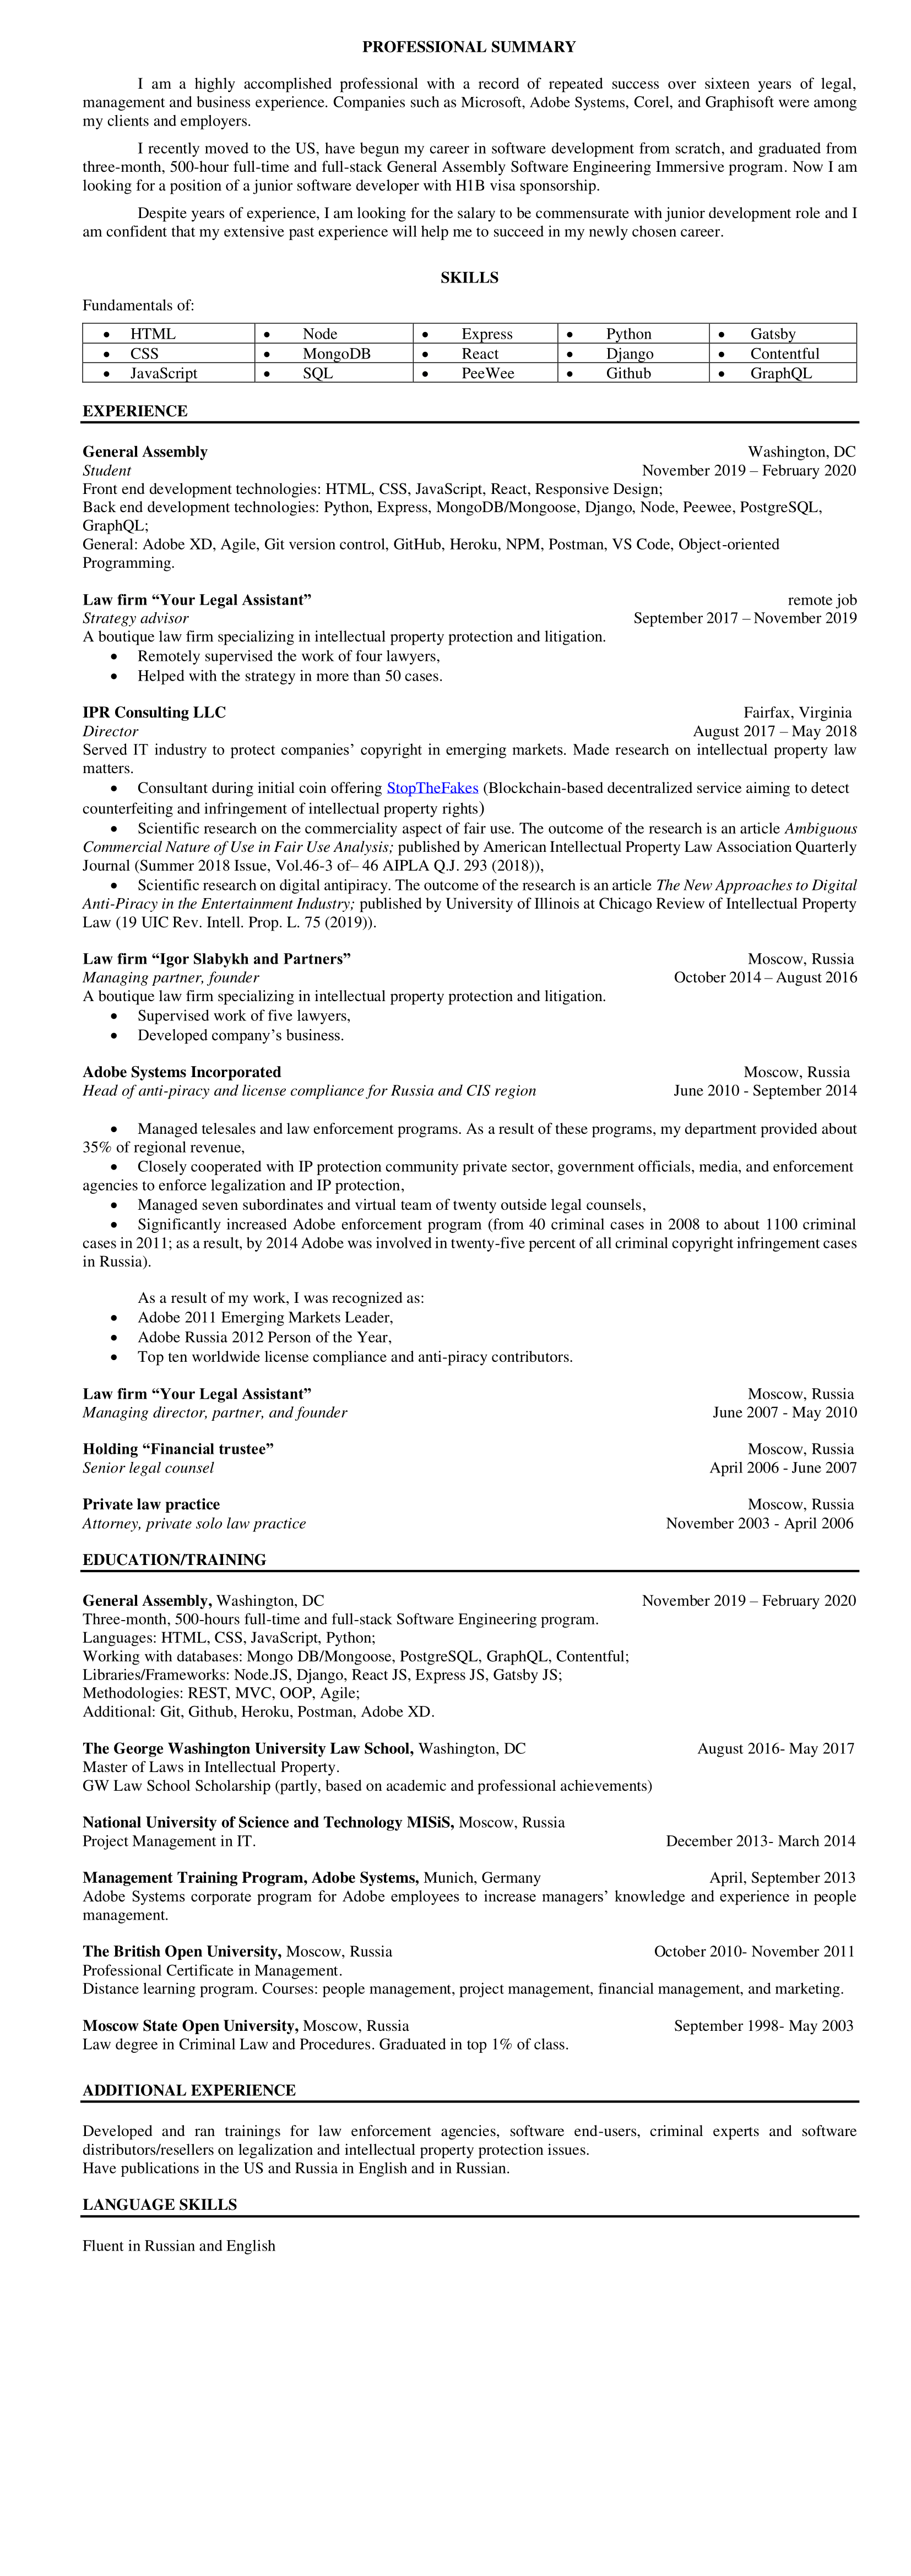 PROFESSIONAL SUMMARY
I am a highly accomplished professional with a record of repeated success over sixteen years of legal,
management and business experience. Companies such as Microsoft, Adobe Systems, Corel, and Graphisoft were among
my clients and employers.
I recently moved to the US, have begun my career in software development from scratch, and graduated from
three-month, 500-hour full-time and full-stack General Assembly Software Engineering Immersive program. Now I am
looking for a position of a junior software developer with H1B visa sponsorship.
Despite years of experience, I am looking for the salary to be commensurate with junior development role and I
am confident that my extensive past experience will help me to succeed in my newly chosen career.
SKILLS
Fundamentals of:
• HTML • Node • Express • Python • Gatsby
• CSS • MongoDB • React • Django • Contentful
• JavaScript • SQL • PeeWee • Github • GraphQL
EXPERIENCE
General Assembly Washington, DC
Student November 2019 – February 2020
Front end development technologies: HTML, CSS, JavaScript, React, Responsive Design;
Back end development technologies: Python, Express, MongoDB/Mongoose, Django, Node, Peewee, PostgreSQL,
GraphQL;
General: Adobe XD, Agile, Git version control, GitHub, Heroku, NPM, Postman, VS Code, Object-oriented
Programming.
Law firm “Your Legal Assistant” remote job
Strategy advisor September 2017 – November 2019
A boutique law firm specializing in intellectual property protection and litigation.
• Remotely supervised the work of four lawyers,
• Helped with the strategy in more than 50 cases.
IPR Consulting LLC Fairfax, Virginia
Director August 2017 – May 2018
Served IT industry to protect companies’ copyright in emerging markets. Made research on intellectual property law
matters.
• Consultant during initial coin offering StopTheFakes (Blockchain-based decentralized service aiming to detect
counterfeiting and infringement of intellectual property rights)
• Scientific research on the commerciality aspect of fair use. The outcome of the research is an article Ambiguous
Commercial Nature of Use in Fair Use Analysis; published by American Intellectual Property Law Association Quarterly
Journal (Summer 2018 Issue, Vol.46-3 of– 46 AIPLA Q.J. 293 (2018)),
• Scientific research on digital antipiracy. The outcome of the research is an article The New Approaches to Digital
Anti-Piracy in the Entertainment Industry; published by University of Illinois at Chicago Review of Intellectual Property
Law (19 UIC Rev. Intell. Prop. L. 75 (2019)).
Law firm “Igor Slabykh and Partners” Moscow, Russia
Managing partner, founder October 2014 – August 2016
A boutique law firm specializing in intellectual property protection and litigation.
• Supervised work of five lawyers,
• Developed company’s business.
Adobe Systems Incorporated Moscow, Russia
Head of anti-piracy and license compliance for Russia and CIS region June 2010 - September 2014
• Managed telesales and law enforcement programs. As a result of these programs, my department provided about
35% of regional revenue,
• Closely cooperated with IP protection community private sector, government officials, media, and enforcement
agencies to enforce legalization and IP protection,
• Managed seven subordinates and virtual team of twenty outside legal counsels,
• Significantly increased Adobe enforcement program (from 40 criminal cases in 2008 to about 1100 criminal
cases in 2011; as a result, by 2014 Adobe was involved in twenty-five percent of all criminal copyright infringement cases
in Russia).
As a result of my work, I was recognized as:
• Adobe 2011 Emerging Markets Leader,
• Adobe Russia 2012 Person of the Year,
• Top ten worldwide license compliance and anti-piracy contributors.
Law firm “Your Legal Assistant” Moscow, Russia
Managing director, partner, and founder June 2007 - May 2010
Holding “Financial trustee” Moscow, Russia
Senior legal counsel April 2006 - June 2007
Private law practice Moscow, Russia
Attorney, private solo law practice November 2003 - April 2006
EDUCATION/TRAINING
General Assembly, Washington, DC November 2019 – February 2020
Three-month, 500-hours full-time and full-stack Software Engineering program.
Languages: HTML, CSS, JavaScript, Python;
Working with databases: Mongo DB/Mongoose, PostgreSQL, GraphQL, Contentful;
Libraries/Frameworks: Node.JS, Django, React JS, Express JS, Gatsby JS;
Methodologies: REST, MVC, OOP, Agile;
Additional: Git, Github, Heroku, Postman, Adobe XD.
The George Washington University Law School, Washington, DC August 2016- May 2017
Master of Laws in Intellectual Property.
GW Law School Scholarship (partly, based on academic and professional achievements)
National University of Science and Technology MISiS, Moscow, Russia
Project Management in IT. December 2013- March 2014
Management Training Program, Adobe Systems, Munich, Germany April, September 2013
Adobe Systems corporate program for Adobe employees to increase managers’ knowledge and experience in people
management.
The British Open University, Moscow, Russia October 2010- November 2011
Professional Certificate in Management.
Distance learning program. Courses: people management, project management, financial management, and marketing.
Moscow State Open University, Moscow, Russia September 1998- May 2003
Law degree in Criminal Law and Procedures. Graduated in top 1% of class.
ADDITIONAL EXPERIENCE
Developed and ran trainings for law enforcement agencies, software end-users, criminal experts and software
distributors/resellers on legalization and intellectual property protection issues.
Have publications in the US and Russia in English and in Russian.
LANGUAGE SKILLS
Fluent in Russian and English